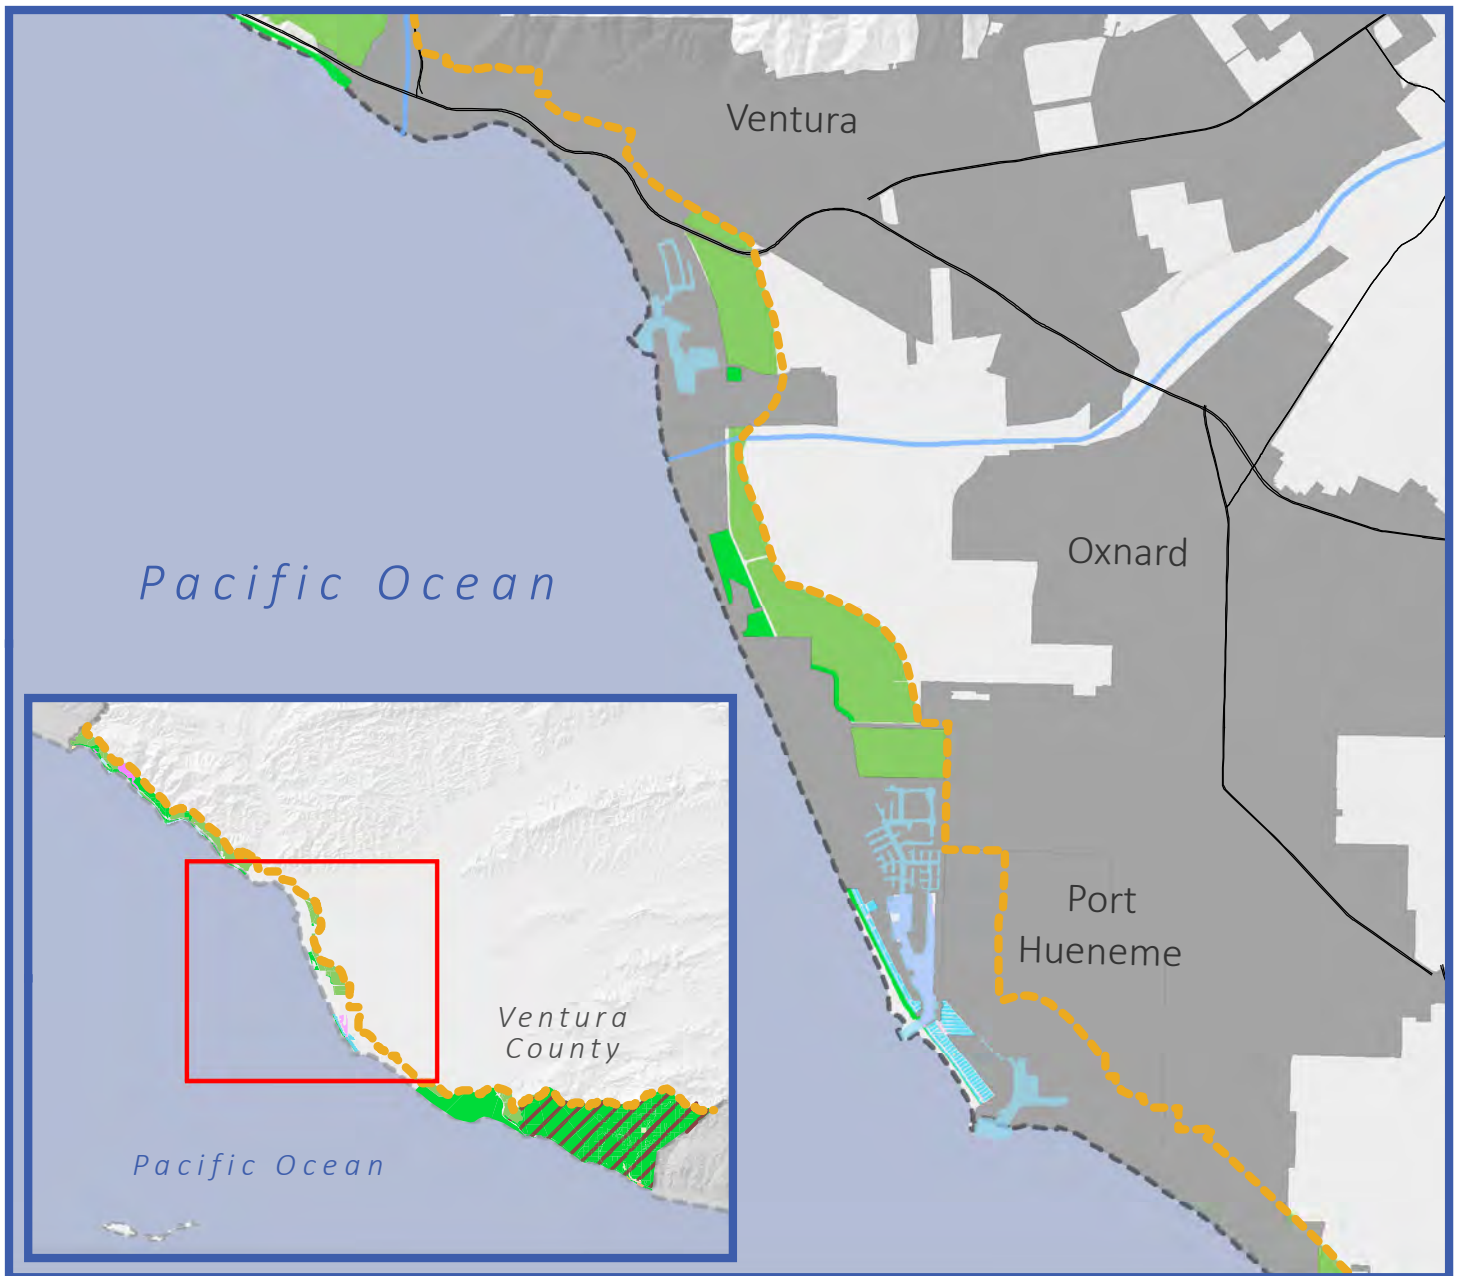 Ventura
Pacific Ocean
Oxnard
Port
Hueneme
Ventura
County
Pacific Ocean